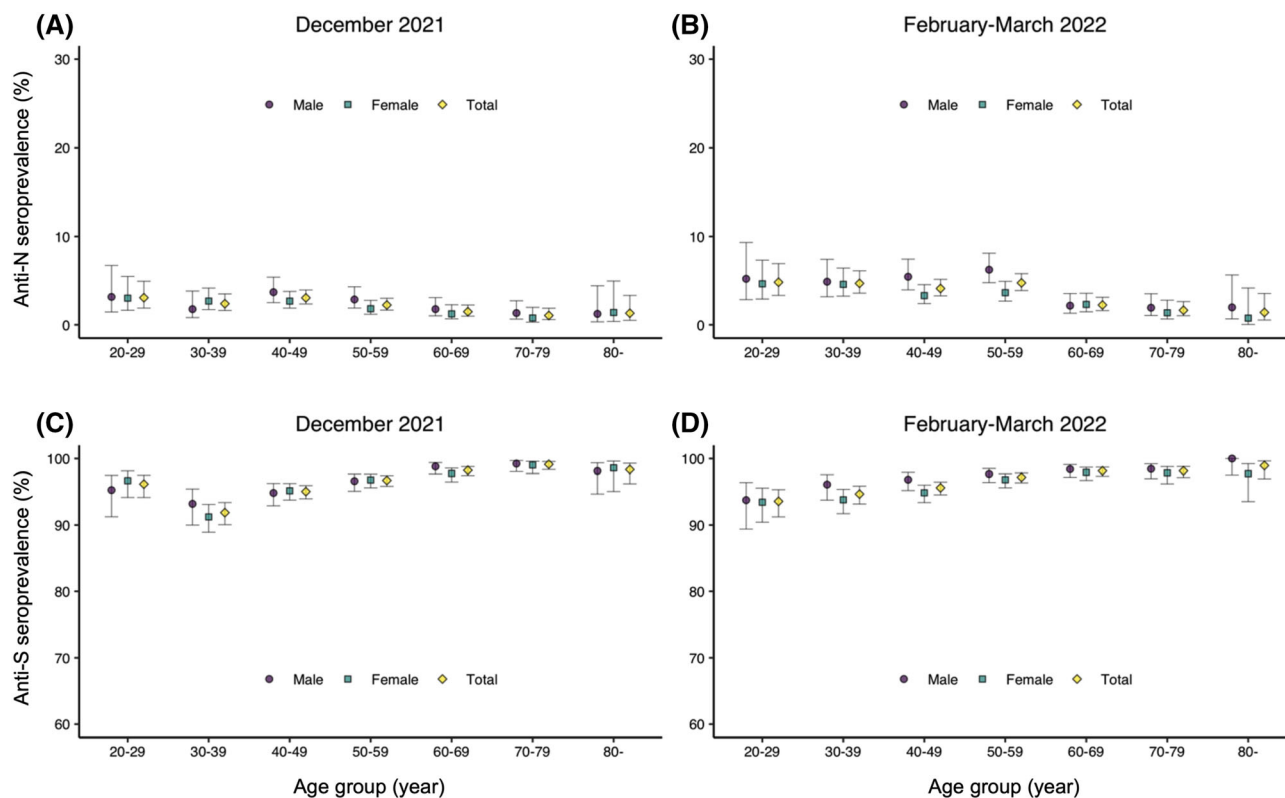 (A) December 2021
Anti-N seroprevalence (%)
30
20
10
0
Male Female Total
20-29 30-39 40-49 50-59 60-69 70-79 80-
(B) February-March 2022
30
20
10
0
Male Female Total
20-29 30-39 40-49 50-59 60-69 70-79 80-
(C) December 2021
Anti-S seroprevalence (%)
100
90
80
70
60
Male Female Total
20-29 30-39 40-49 50-59 60-69 70-79 80-
Age group (year)
(D) February-March 2022
100
90
80
70
60
Male Female Total
20-29 30-39 40-49 50-59 60-69 70-79 80-
Age group (year)